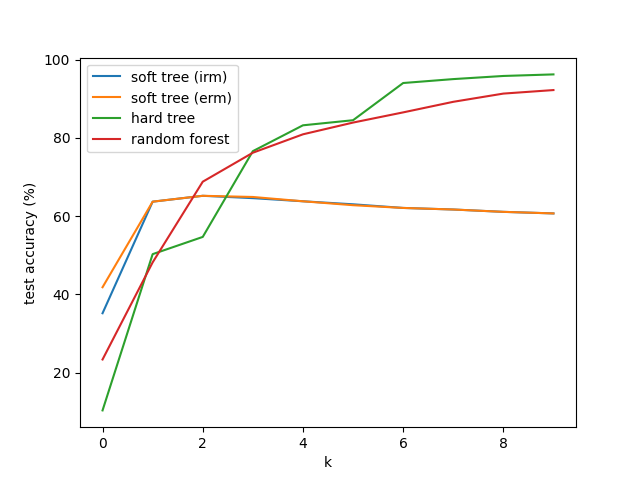 100
80
60
40
20
test accuracy (%)
soft tree (irm)
soft tree (erm)
hard tree
random forest
0
2
4
6
8
k